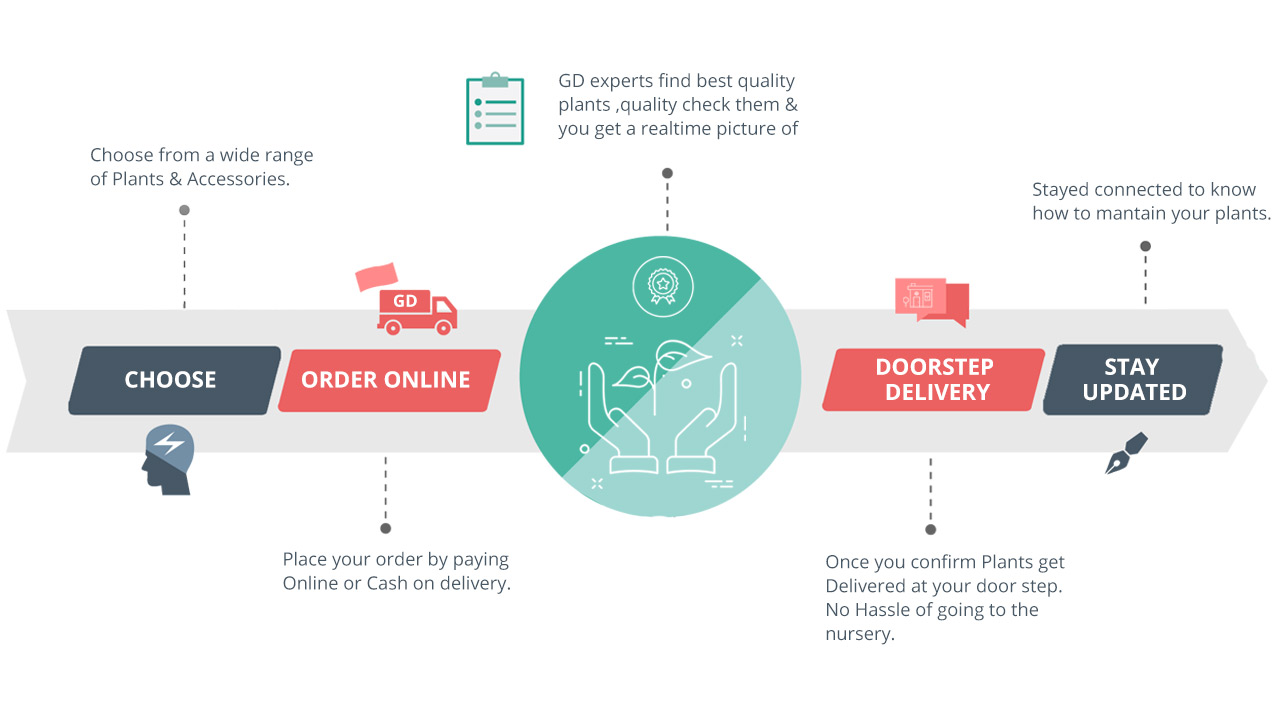 GD experts find best quality
plants ,quality check them &
you get a realtime picture of
Choose from a wide range
of Plants & Accessories.
Stayed connected to know
how to mantain your plants.
GD
CHOOSE
ORDER ONLINE
DOORSTEP
DELIVERY
STAY
UPDATED
Place your order by paying
Online or Cash on delivery.
Once you confirm Plants get
Delivered at your door step.
No Hassle of going to the
nursery.